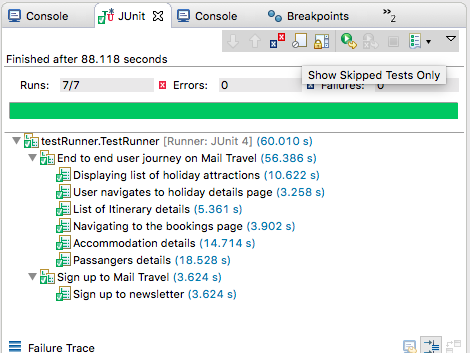 Console JUnit Console Breakpoints »2
Finished after 88.118 seconds
Show Skipped Tests Only
Runs: 7/7 Errors: 0 Failures: 0
testRunner.TestRunner [Runner: JUnit 4] (60.010 s)
End to end user journey on Mail Travel (56.386 s)
Displaying list of holiday attractions (10.622 s)
User navigates to holiday details page (3.258 s)
List of Itinerary details (5.361 s)
Navigating to the bookings page (3.902 s)
Accommodation details (14.714 s)
Passangers details (18.528 s)
Sign up to Mail Travel (3.624 s)
Sign up to newsletter (3.624 s)
Failure Trace